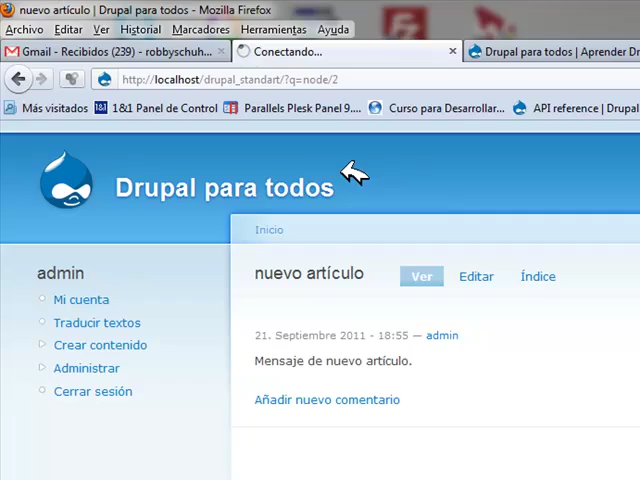 nuevo artículo | Drupal para todos - Mozilla Firefox
Archivo Editar Ver Historial Marcadores Herramientas Ayuda
Gmail - Recibidos (239) - robbyschuh... Conectando... Drupal para todos | Aprender Dr
http://localhost/drupal_standart/?q=node/2
Más visitados 1&1 Panel de Control Parallels Plesk Panel 9.... Curso para Desarrollar... API reference | Drupal
Drupal para todos
Inicio
admin
nuevo artículo Ver Editar Índice
Mi cuenta
Traducir textos
21. Septiembre 2011 - 18:55 — admin
Crear contenido
Mensaje de nuevo artículo.
Administrar
Cerrar sesión
Añadir nuevo comentario